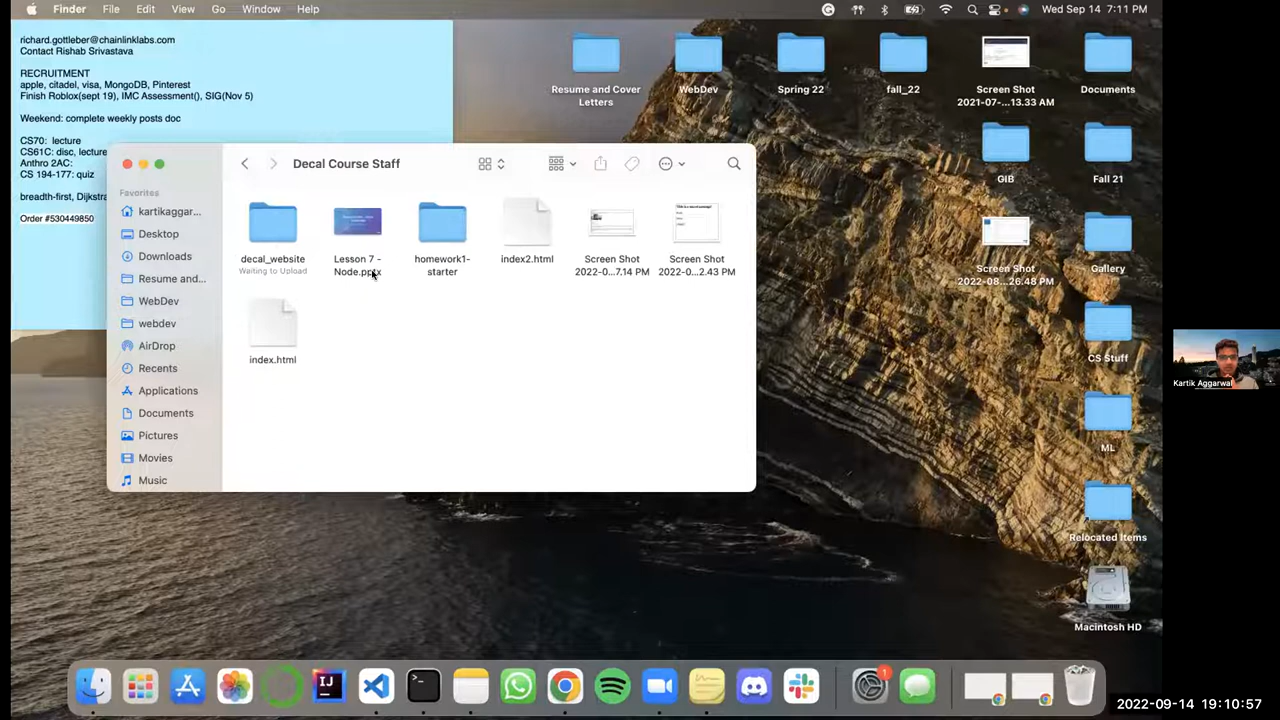 Finder File Edit View Go Window Help
Wed Sep 14 7:11 PM
richard.gottleber@chainlinklabs.com
Contact Rishab Srivastava
RECRUITMENT
apple, citadel, visa, MongoDB, Pinterest
Finish Roblox(sept 19), IMC Assessment(), SIG(Nov 5)
Weekend: complete weekly posts doc
CS70: lecture
CS61C: disc, lecture
Anthro 2AC:
CS 194-177: quiz
breadth-first, Dijkstra
Order #530449850
Decal Course Staff
Favorites
kartikaggar...
Desktop
Downloads
Resume and...
WebDev
webdev
AirDrop
Recents
Applications
Documents
Pictures
Movies
Music
decal_website
Waiting to Upload
Lesson 7 -
Node.pptx
homework1-
starter
index2.html
Screen Shot
2022-0...7.14 PM
Screen Shot
2022-0...2.43 PM
index.html
Resume and Cover
Letters
WebDev
Spring 22
fall_22
Screen Shot
2021-07-...13.33 AM
Documents
GIB
Fall 21
Screen Shot
2022-08...26.48 PM
Gallery
CS Stuff
ML
Relocated Items
Macintosh HD
Kartik Aggarwal
IJ
1
2022-09-14 19:10:57